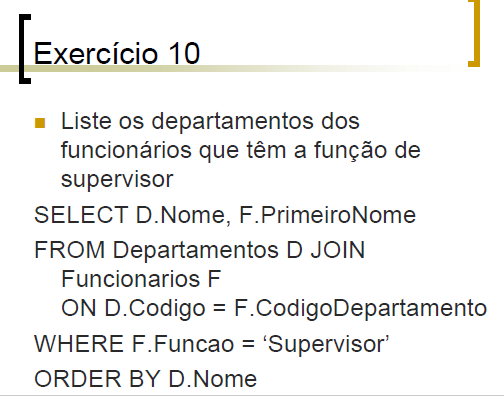 Exercício 10
Liste os departamentos dos
funcionários que têm a função de
supervisor
SELECT D.Nome, F.PrimeiroNome
FROM Departamentos D JOIN
Funcionarios F
ON D.Codigo = F.CodigoDepartamento
WHERE F.Funcao = ‘Supervisor’
ORDER BY D.Nome